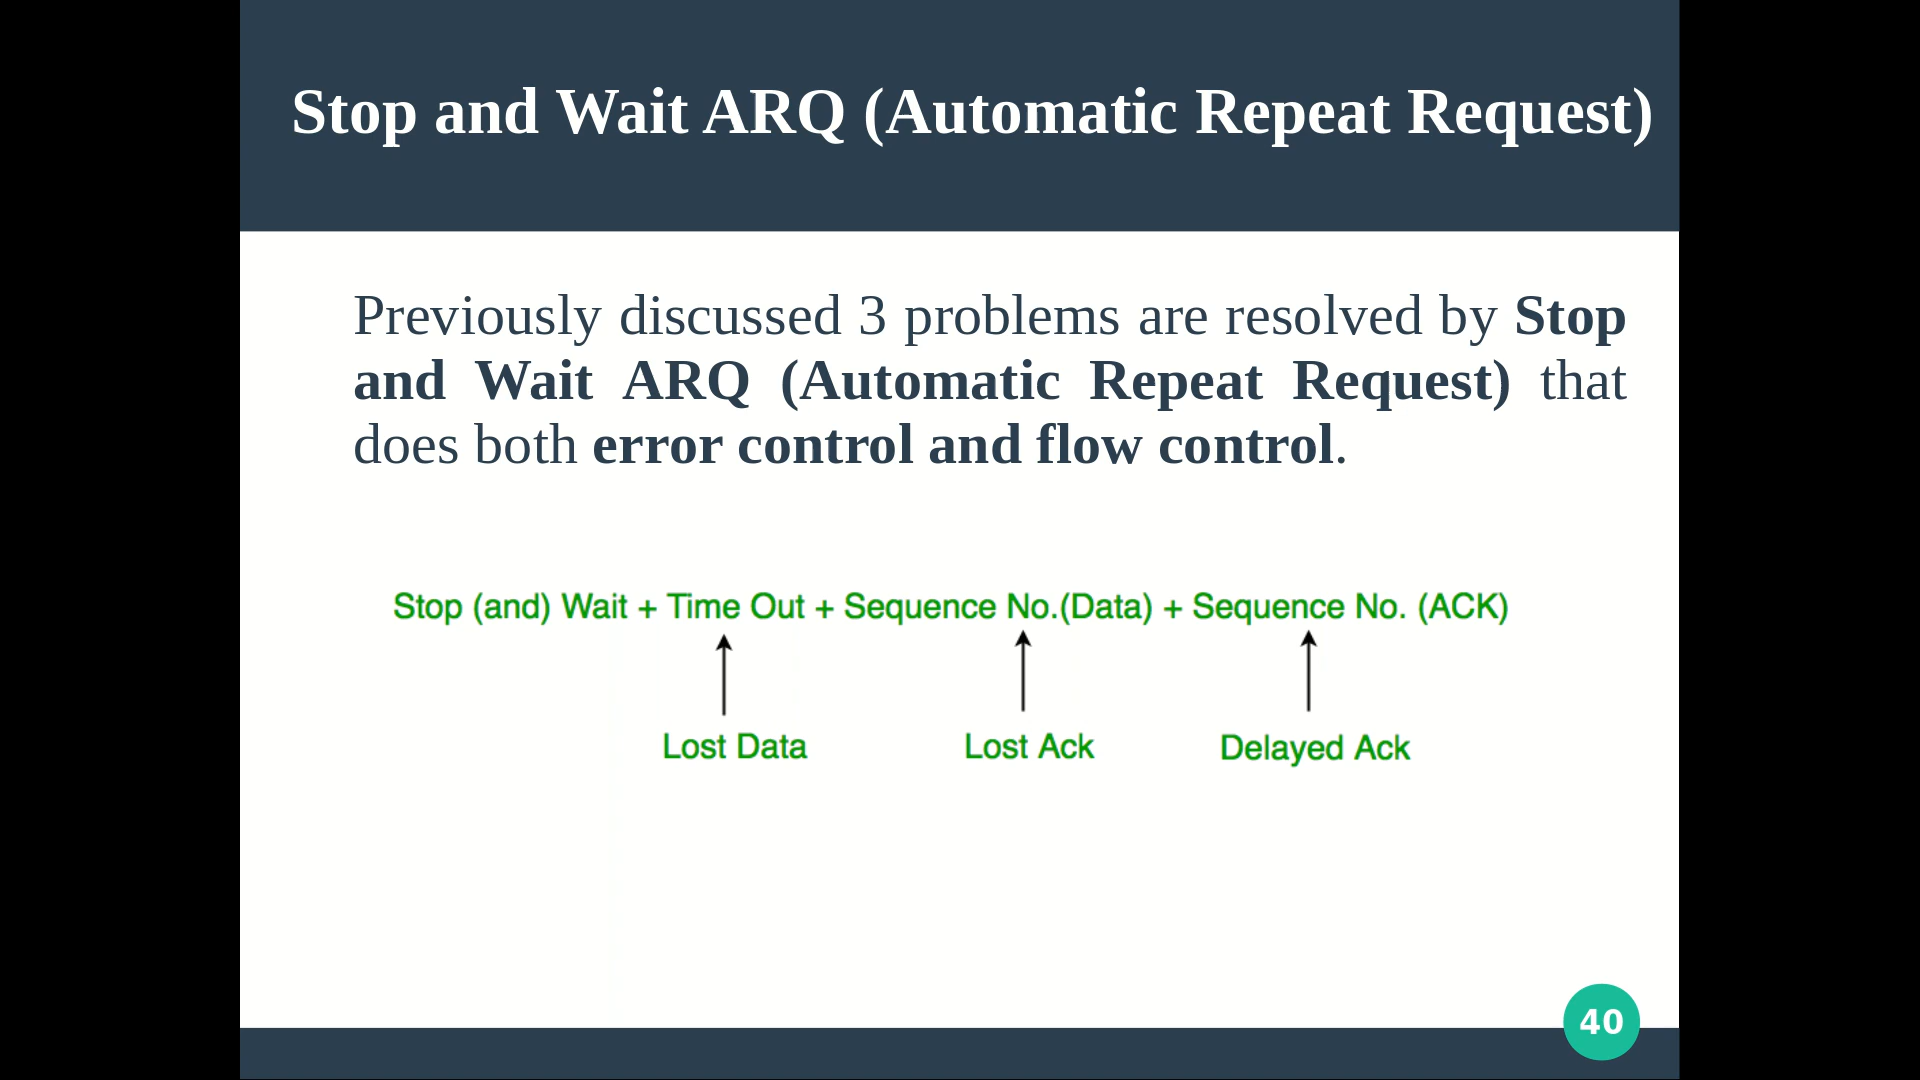 Stop and Wait ARQ (Automatic Repeat Request)
Previously discussed 3 problems are resolved by Stop
and Wait ARQ (Automatic Repeat Request) that
does both error control and flow control.
Stop (and) Wait + Time Out + Sequence No.(Data) + Sequence No. (ACK)
Lost Data Lost Ack Delayed Ack
40